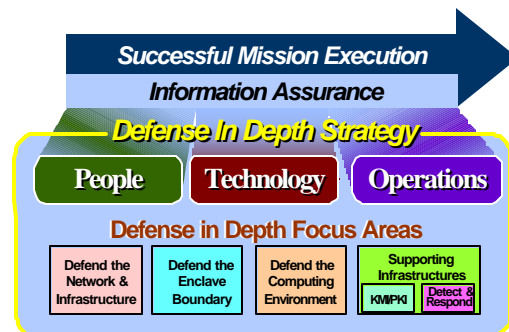 Successful Mission Execution
Information Assurance
Defense In Depth Strategy
People
Technology
Operations
Defense in Depth Focus Areas
Defend the
Network &
Infrastructure
Defend the
Enclave
Boundary
Defend the
Computing
Environment
Supporting
Infrastructures
KMI/PKI
Detect &
Respond